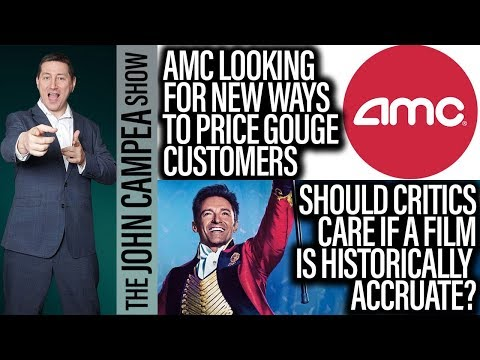 THE JOHN CAMPEA SHOW
AMC LOOKING
FOR NEW WAYS
TO PRICE GOUGE
CUSTOMERS
amc
SHOULD CRITICS
CARE IF A FILM
IS HISTORICALLY
ACCRUATE?